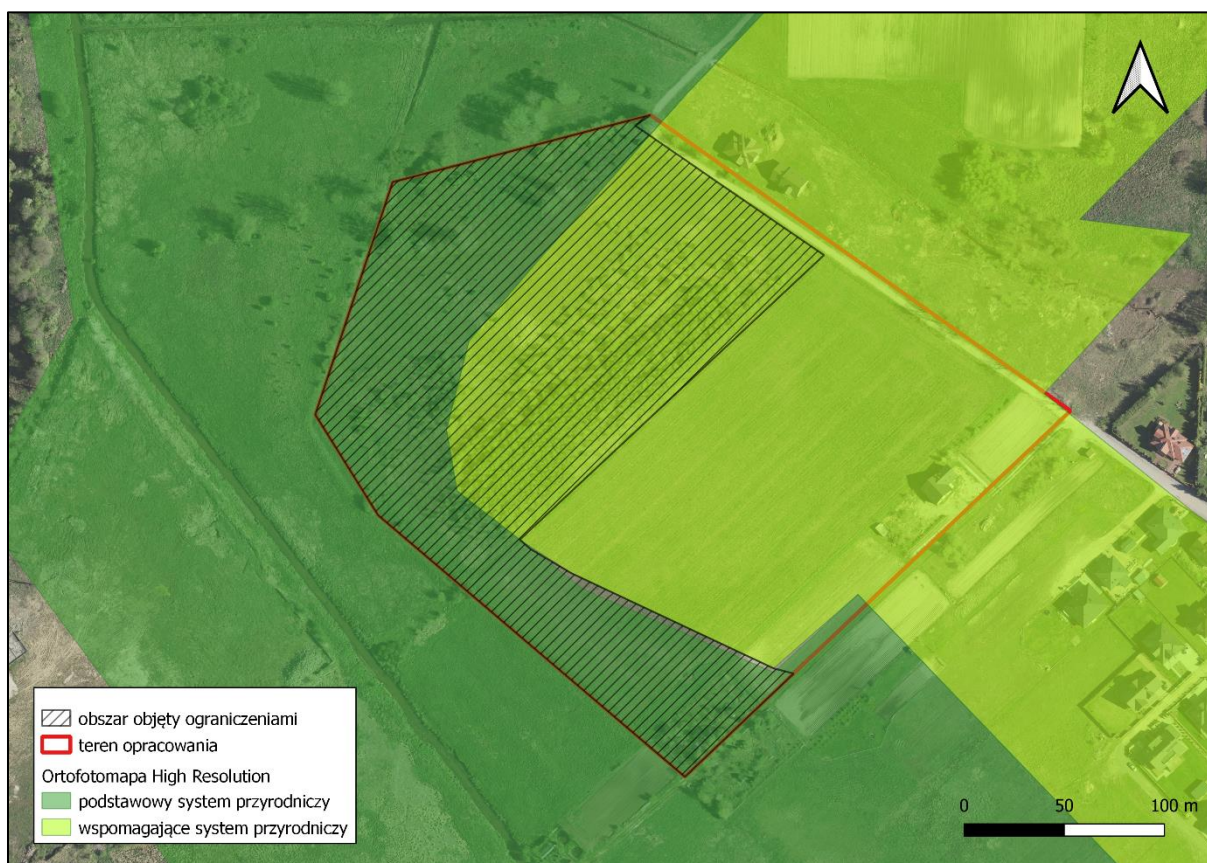 obszar objęty ograniczeniami
teren opracowania
Ortofotomapa High Resolution
podstawowy system przyrodniczy
wspomagające system przyrodniczy
0 50 100 m